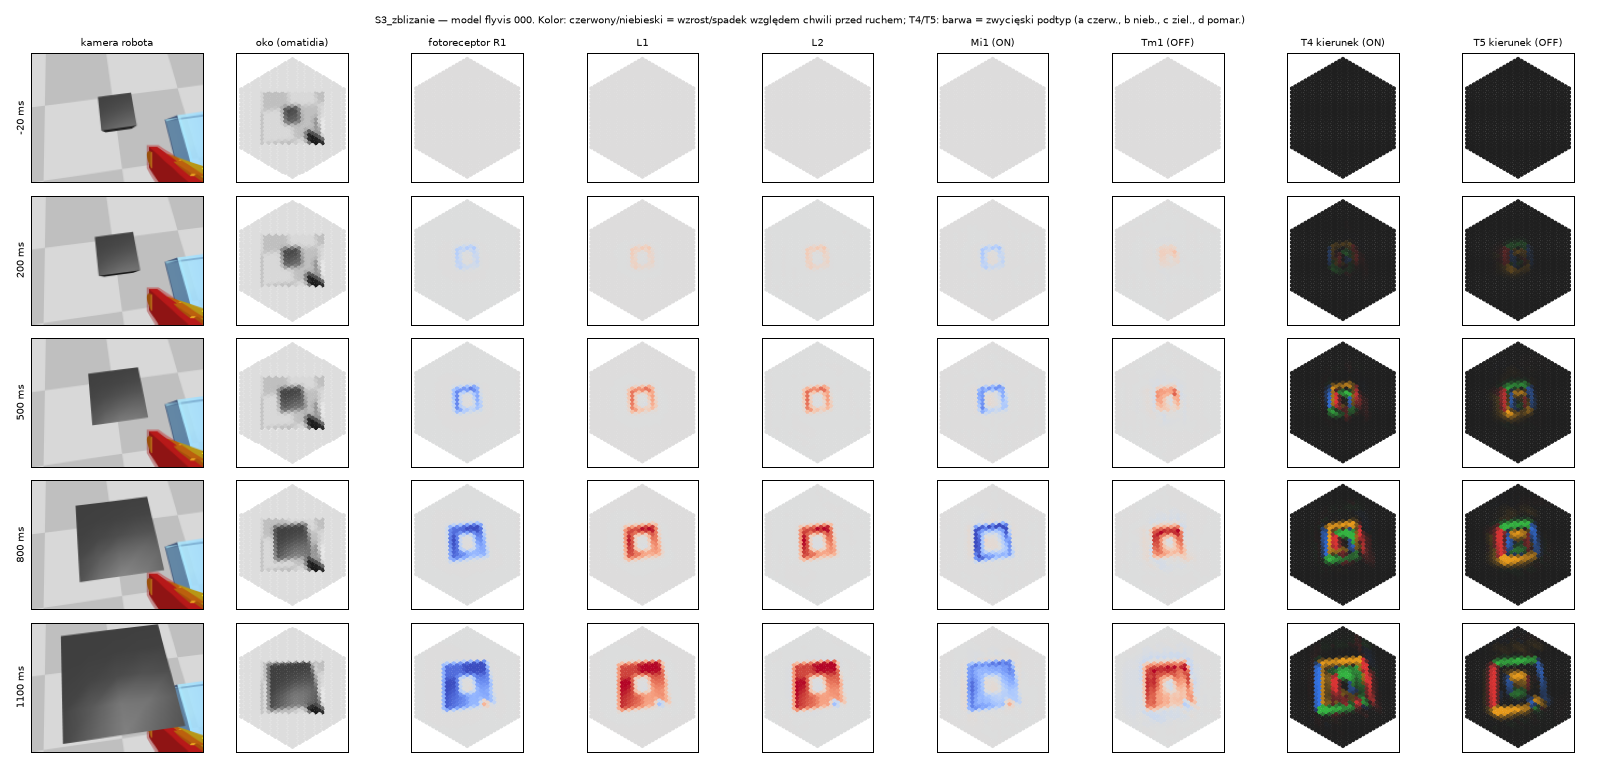 S3_zblizanie — model flyvis 000. Kolor: czerwony/niebieski = wzrost/spadek względem chwili przed ruchem; T4/T5: barwa = zwycięski podtyp (a czerw., b nieb., c ziel., d pomar.)
kamera robota oko (omatidia) fotoreceptor R1 L1 L2 Mi1 (ON) Tm1 (OFF) T4 kierunek (ON) T5 kierunek (OFF)
-20 ms
200 ms
500 ms
800 ms
1100 ms